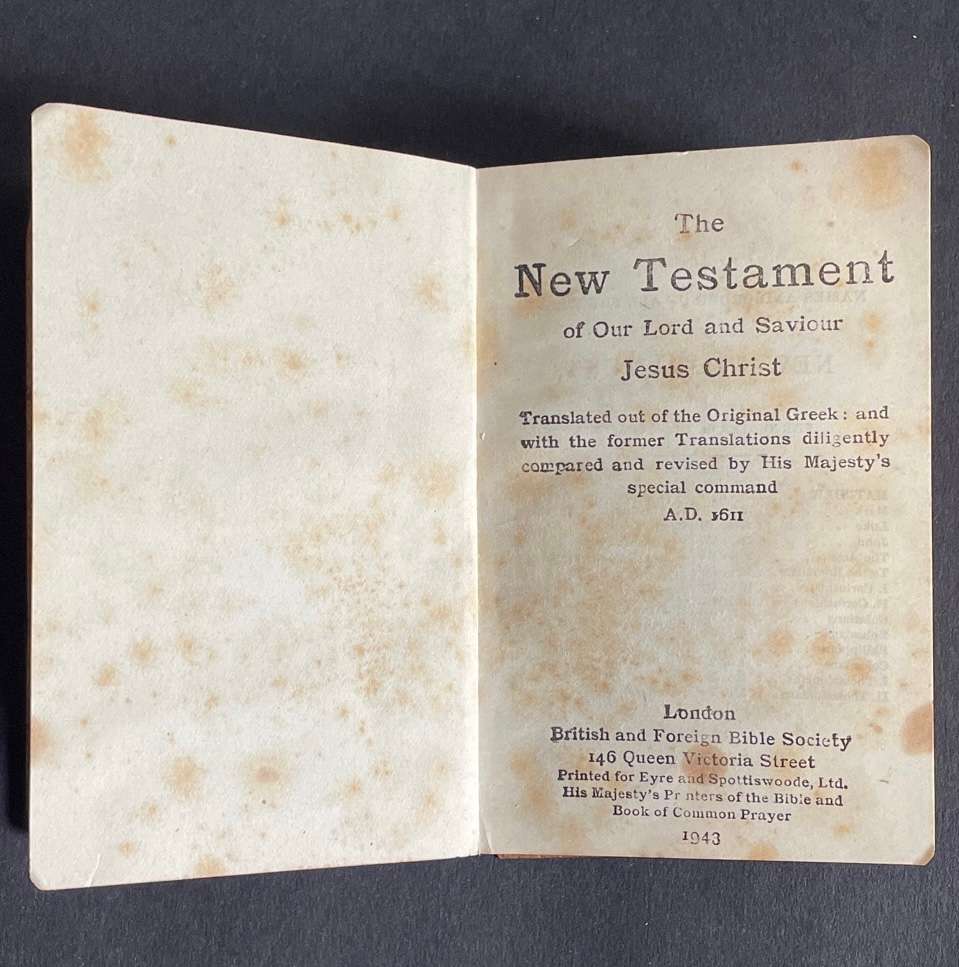 The
New Testament
of Our Lord and Saviour
Jesus Christ
Translated out of the Original Greek: and
with the former Translations diligently
compared and revised by His Majesty's
special command
A.D. 1611
London
British and Foreign Bible Society
146 Queen Victoria Street
Printed for Eyre and Spottiswoode, Ltd.
His Majesty's Printers of the Bible and
Book of Common Prayer
1943